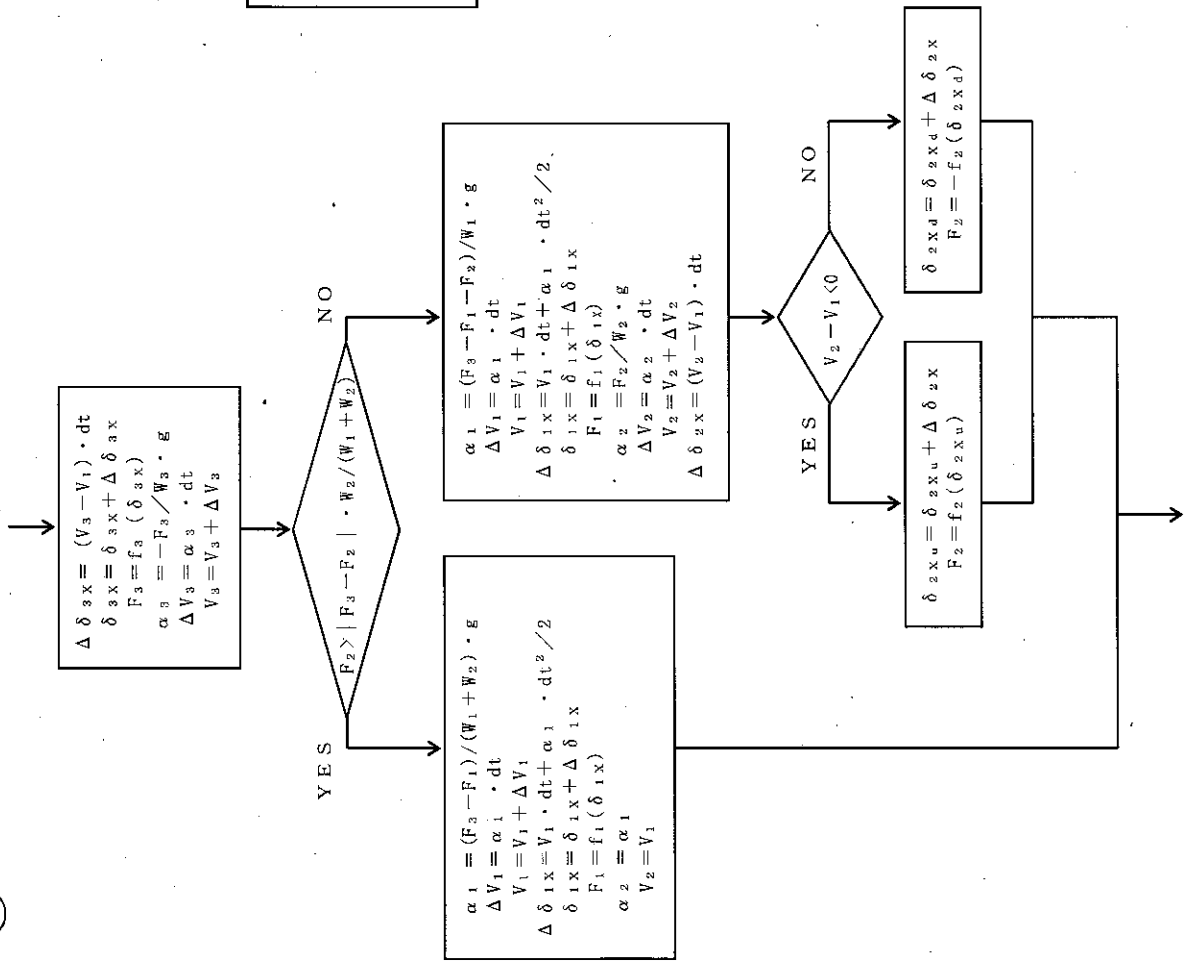 Δδ₃ₓ=(V₃−V₁)・dt
δ₃ₓ=δ₃ₓ+Δδ₃ₓ
F₃=f₃(δ₃ₓ)
α₃=−F₃/W₃・g
ΔV₃=α₃・dt
V₃=V₃+ΔV₃
F₂>|F₃−F₂|・W₂/(W₁+W₂)
YES
NO
α₁=(F₃−F₁)/(W₁+W₂)・g
ΔV₁=α₁・dt
V₁=V₁+ΔV₁
Δδ₁ₓ=V₁・dt+α₁・dt²/2
δ₁ₓ=δ₁ₓ+Δδ₁ₓ
F₁=f₁(δ₁ₓ)
α₂=α₁
V₂=V₁
α₁=(F₃−F₁−F₂)/W₁・g
ΔV₁=α₁・dt
V₁=V₁+ΔV₁
Δδ₁ₓ=V₁・dt+α₁・dt²/2
δ₁ₓ=δ₁ₓ+Δδ₁ₓ
F₁=f₁(δ₁ₓ)
α₂=F₂/W₂・g
ΔV₂=α₂・dt
V₂=V₂+ΔV₂
Δδ₂ₓ=(V₂−V₁)・dt
V₂−V₁<0
YES
NO
δ₂ₓᵤ=δ₂ₓᵤ+Δδ₂ₓ
F₂=f₂(δ₂ₓᵤ)
δ₂Xd=δ₂Xd+Δδ₂X
F₂=−f₂(δ₂Xd)